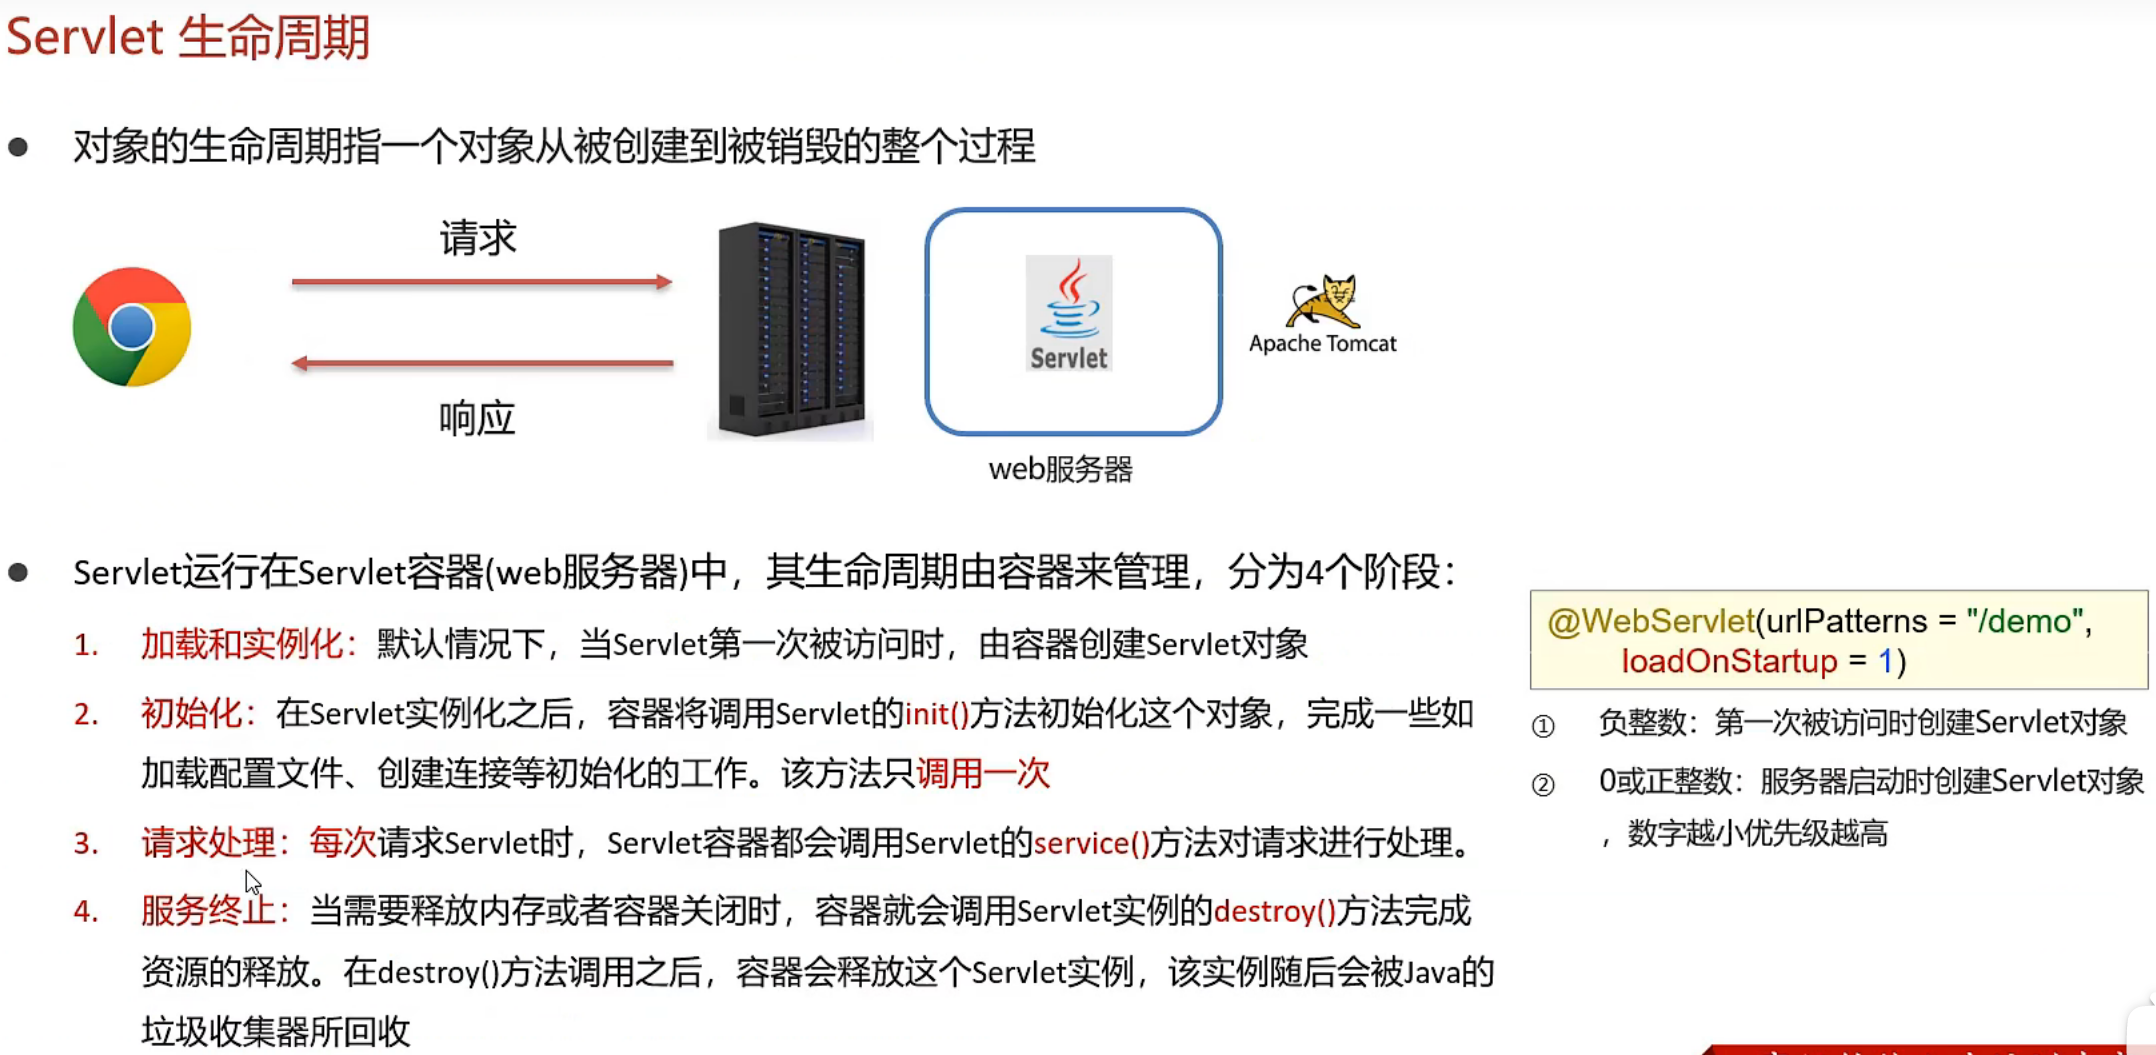 Servlet 生命周期
对象的生命周期指一个对象从被创建到被销毁的整个过程
请求
响应
Servlet
Apache Tomcat
web服务器
Servlet运行在Servlet容器(web服务器)中，其生命周期由容器来管理，分为4个阶段：
1. 加载和实例化：默认情况下，当Servlet第一次被访问时，由容器创建Servlet对象
2. 初始化：在Servlet实例化之后，容器将调用Servlet的init()方法初始化这个对象，完成一些如
加载配置文件、创建连接等初始化的工作。该方法只调用一次
3. 请求处理：每次请求Servlet时，Servlet容器都会调用Servlet的service()方法对请求进行处理。
4. 服务终止：当需要释放内存或者容器关闭时，容器就会调用Servlet实例的destroy()方法完成
资源的释放。在destroy()方法调用之后，容器会释放这个Servlet实例，该实例随后会被Java的
垃圾收集器所回收
@WebServlet(urlPatterns = "/demo",
loadOnStartup = 1)
① 负整数：第一次被访问时创建Servlet对象
② 0或正整数：服务器启动时创建Servlet对象
，数字越小优先级越高